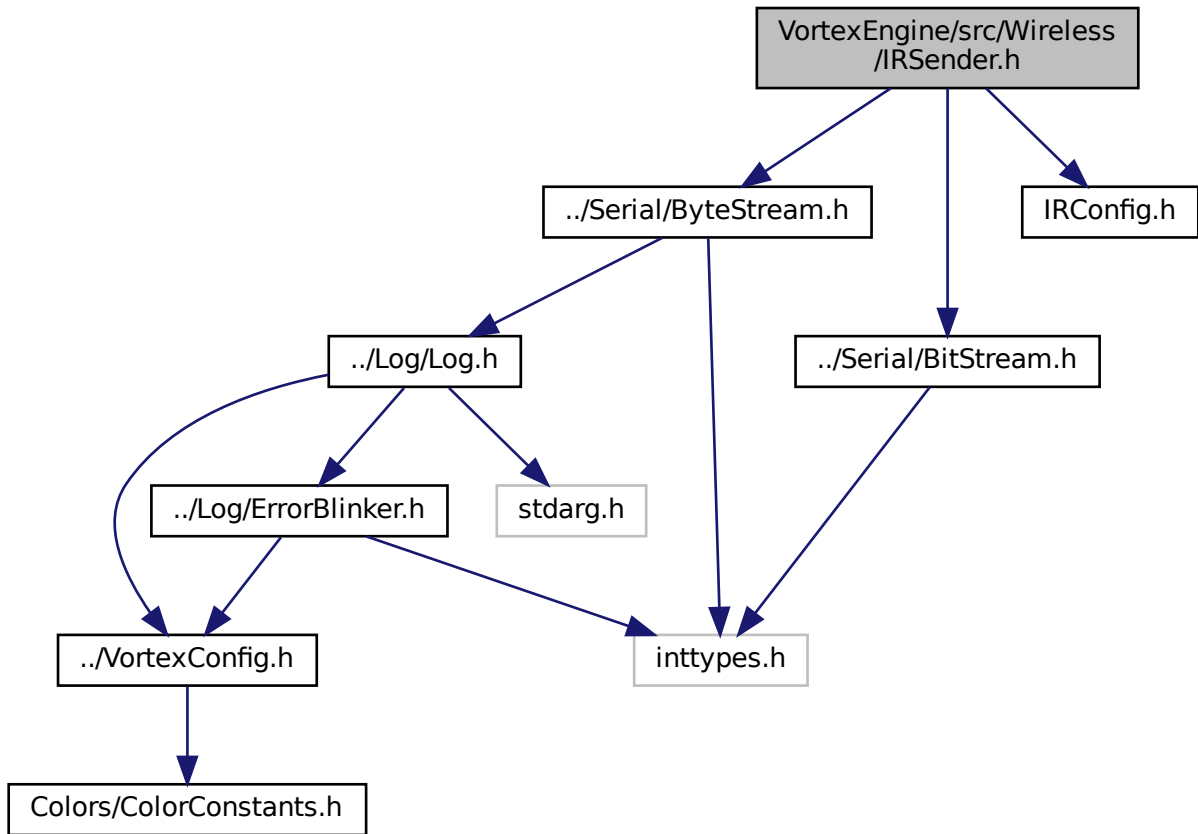 VortexEngine/src/Wireless
/IRSender.h
../Serial/ByteStream.h
IRConfig.h
../Log/Log.h
../Serial/BitStream.h
../Log/ErrorBlinker.h
stdarg.h
../VortexConfig.h
inttypes.h
Colors/ColorConstants.h